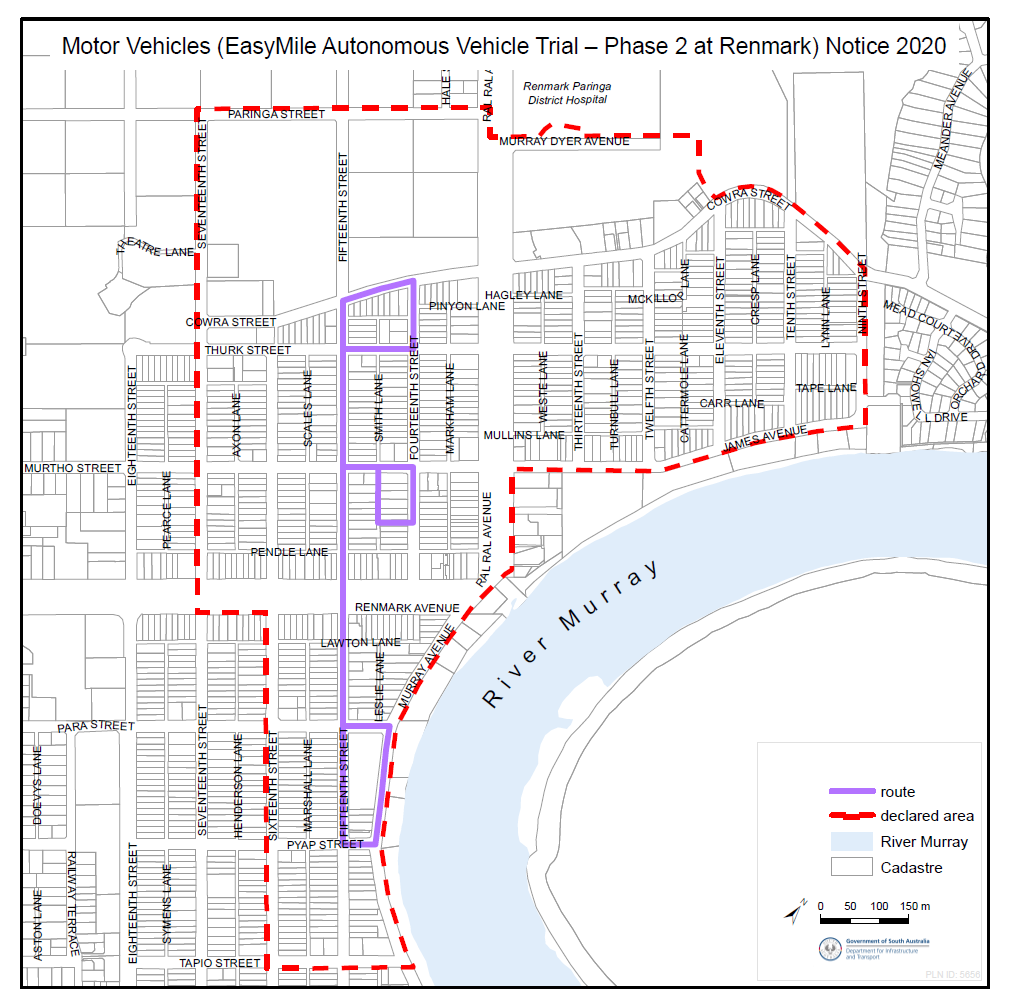 Motor Vehicles (EasyMile Autonomous Vehicle Trial – Phase 2 at Renmark) Notice 2020
HALE S
RAL RAL A
Renmark Paringa
District Hospital
MEANDER AVENUE
PARINGA STREET
MURRAY DYER AVENUE
SEVENTEENTH STREET
FIFTEENTH STREET
COWRA STREET
THEATRE LANE
HAGLEY LANE
PINYON LANE
MCKILLOP LANE
ELEVENTH STREET
CRESP LANE
TENTH STREET
LYNN LANE
NINTH STREET
MEAD COURT
COWRA STREET
THURK STREET
EIGHTEENTH STREET
AXON LANE
SCALES LANE
SMITH LANE
FOURTEENTH STREET
MARKHAM LANE
WESTE LANE
THIRTEENTH STREET
TURNBULL LANE
TWELFTH STREET
CATTERMOLE LANE
CARR LANE
TAPE LANE
ORCHARD DRIVE
L DRIVE
MULLINS LANE
JAMES AVENUE
MURTHO STREET
PEARCE LANE
PENDLE LANE
RAL RAL AVENUE
RENMARK AVENUE
LAWTON LANE
LESLIE LANE
MURRAY AVENUE
River Murray
PARA STREET
DOEVYS LANE
SEVENTEENTH STREET
HENDERSON LANE
SIXTEENTH STREET
MARSHALL LANE
FIFTEENTH STREET
PYAP STREET
ASTON LANE
RAILWAY TERRACE
EIGHTEENTH STREET
SYMENS LANE
TAPIO STREET
route
declared area
River Murray
Cadastre
N
0 50 100 150 m
Government of South Australia
Department for Infrastructure
and Transport
PLN ID: 5656